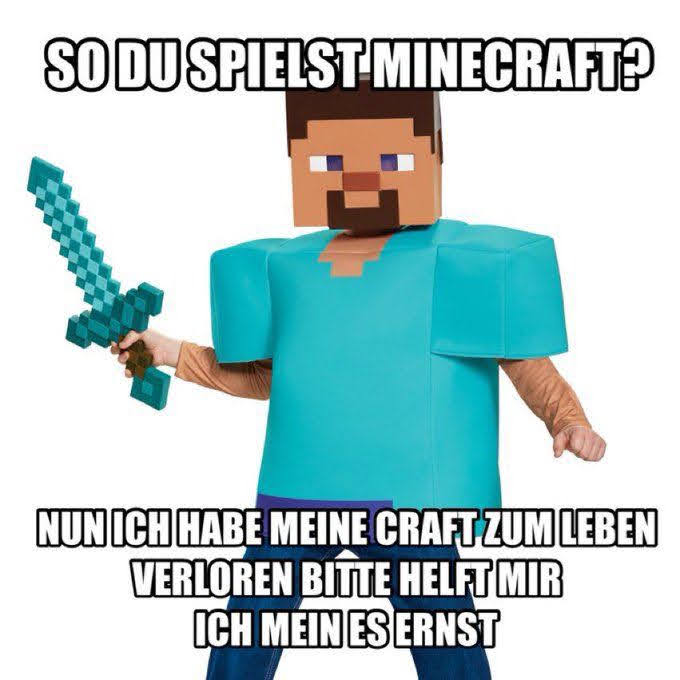 SO DU SPIELST MINECRAFT?
NUN ICH HABE MEINE CRAFT ZUM LEBEN
VERLOREN BITTE HELFT MIR
ICH MEIN ES ERNST